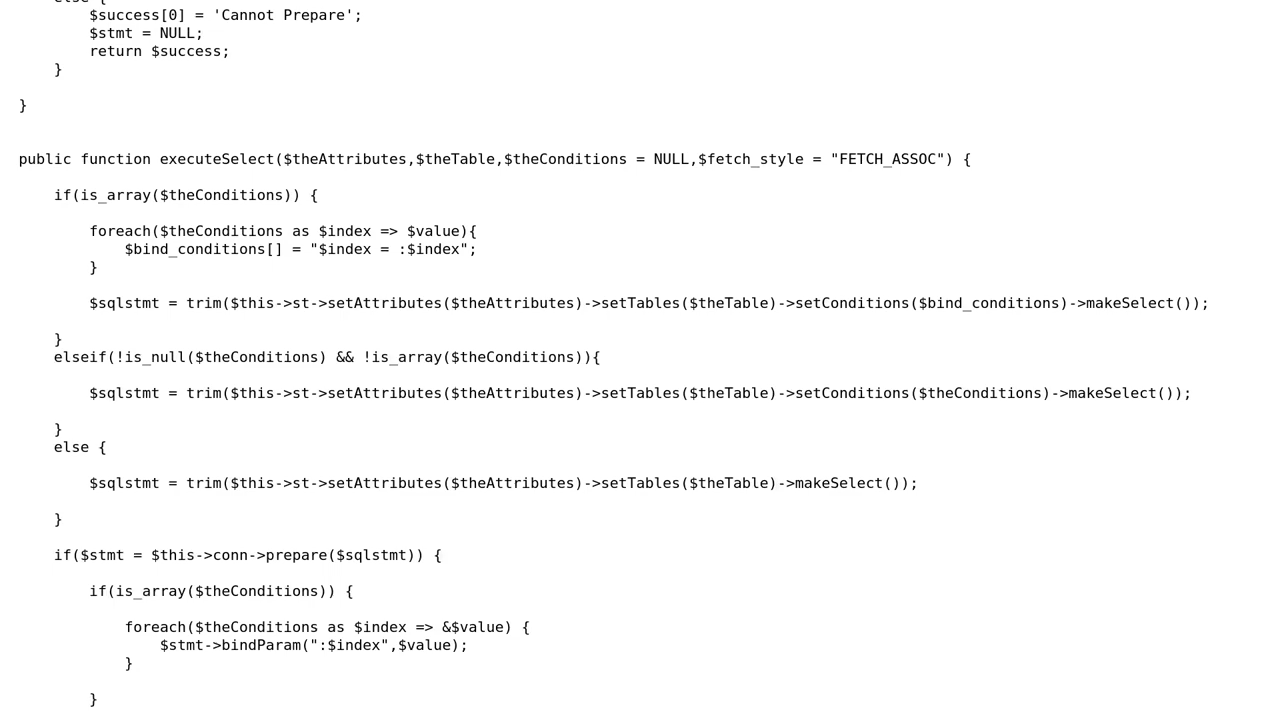 else {
$success[0] = 'Cannot Prepare';
$stmt = NULL;
return $success;
}
}
public function executeSelect($theAttributes,$theTable,$theConditions = NULL,$fetch_style = "FETCH_ASSOC") {
if(is_array($theConditions)) {
foreach($theConditions as $index => $value){
$bind_conditions[] = "$index = :$index";
}
$sqlstmt = trim($this->st->setAttributes($theAttributes)->setTables($theTable)->setConditions($bind_conditions)->makeSelect());
}
elseif(!is_null($theConditions) && !is_array($theConditions)){
$sqlstmt = trim($this->st->setAttributes($theAttributes)->setTables($theTable)->setConditions($theConditions)->makeSelect());
}
else {
$sqlstmt = trim($this->st->setAttributes($theAttributes)->setTables($theTable)->makeSelect());
}
if($stmt = $this->conn->prepare($sqlstmt)) {
if(is_array($theConditions)) {
foreach($theConditions as $index => &$value) {
$stmt->bindParam(":$index",$value);
}
}